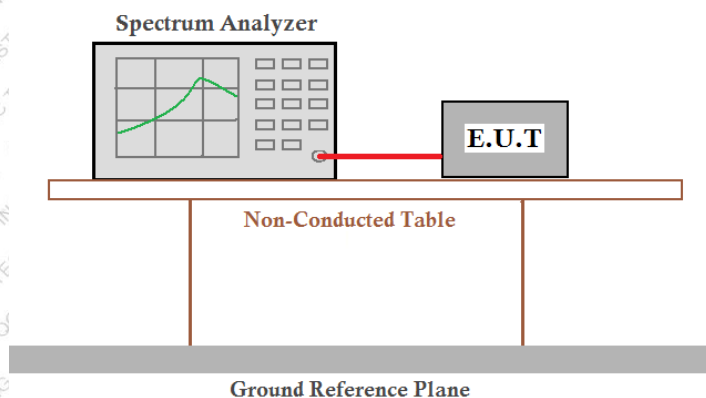 Spectrum Analyzer
E.U.T
Non-Conducted Table
Ground Reference Plane